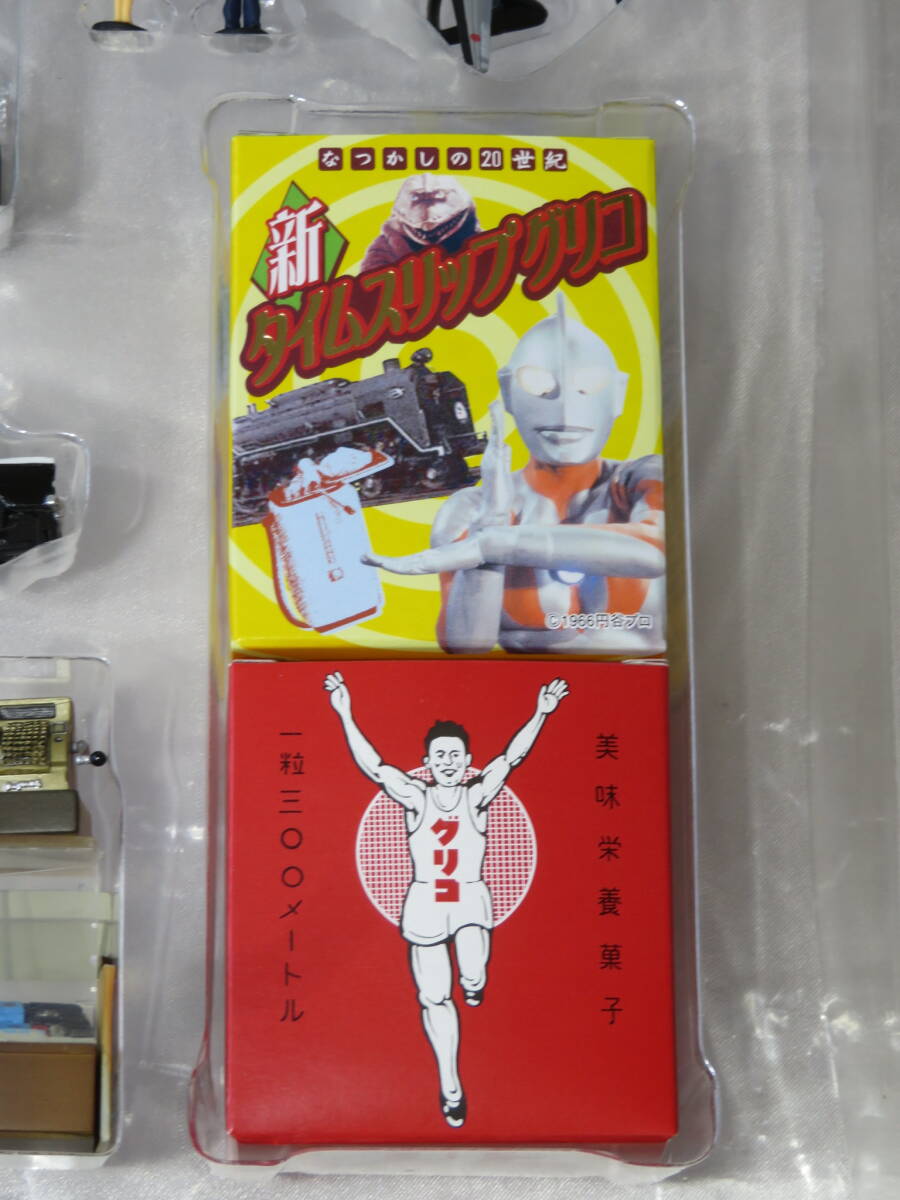 なつかしの20世紀
新
タイムスリップグリコ
©1966円谷プロ
美味栄養菓子
グリコ
一粒三〇〇メートル